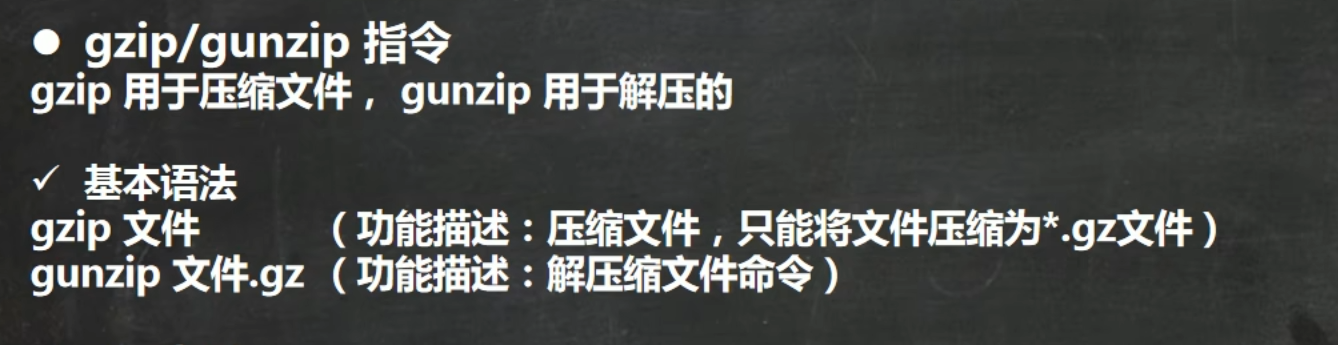 ● gzip/gunzip 指令
gzip 用于压缩文件， gunzip 用于解压的
✓ 基本语法
gzip 文件 （功能描述：压缩文件，只能将文件压缩为*.gz文件）
gunzip 文件.gz （功能描述：解压缩文件命令）